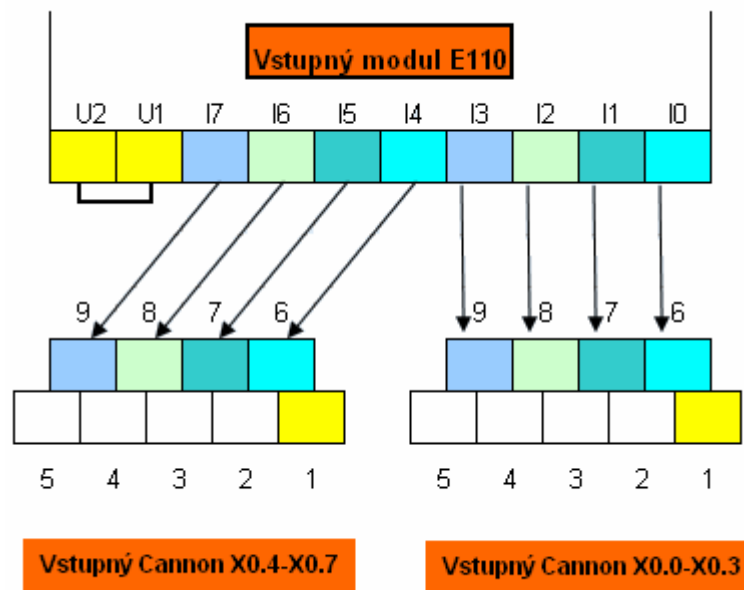 Vstupný modul E110
U2 U1 I7 I6 I5 I4 I3 I2 I1 I0
9 8 7 6 9 8 7 6
5 4 3 2 1 5 4 3 2 1
Vstupný Cannon X0.4-X0.7 Vstupný Cannon X0.0-X0.3